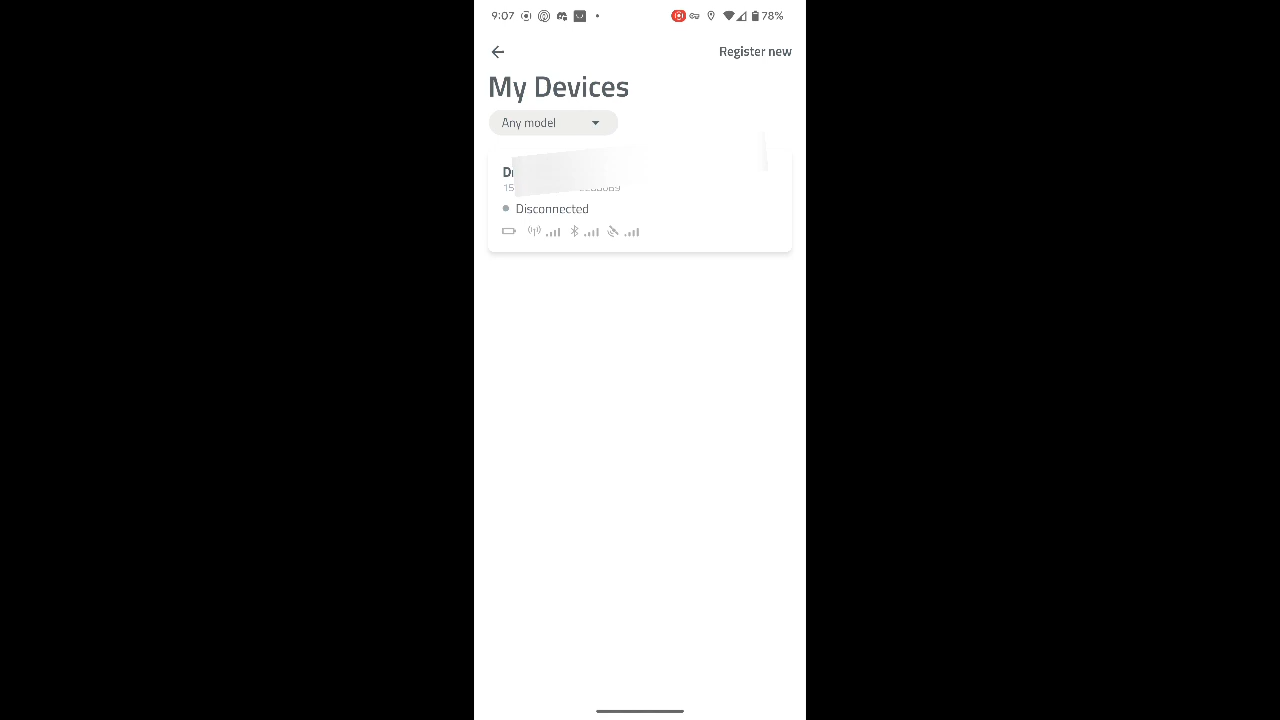 9:07
78%
Register new
My Devices
Any model
Disconnected